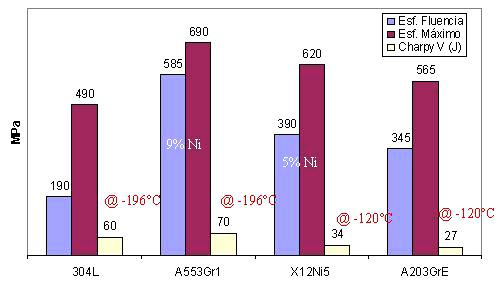 Esf. Fluencia
Esf. Máximo
Charpy V (J)
MPa
690
585
620
565
490
390
345
190
9% Ni
5% Ni
@ -196°C
@ -196°C
@ -120°C
@ -120°C
60
70
34
27
304L
A553Gr1
X12Ni5
A203GrE